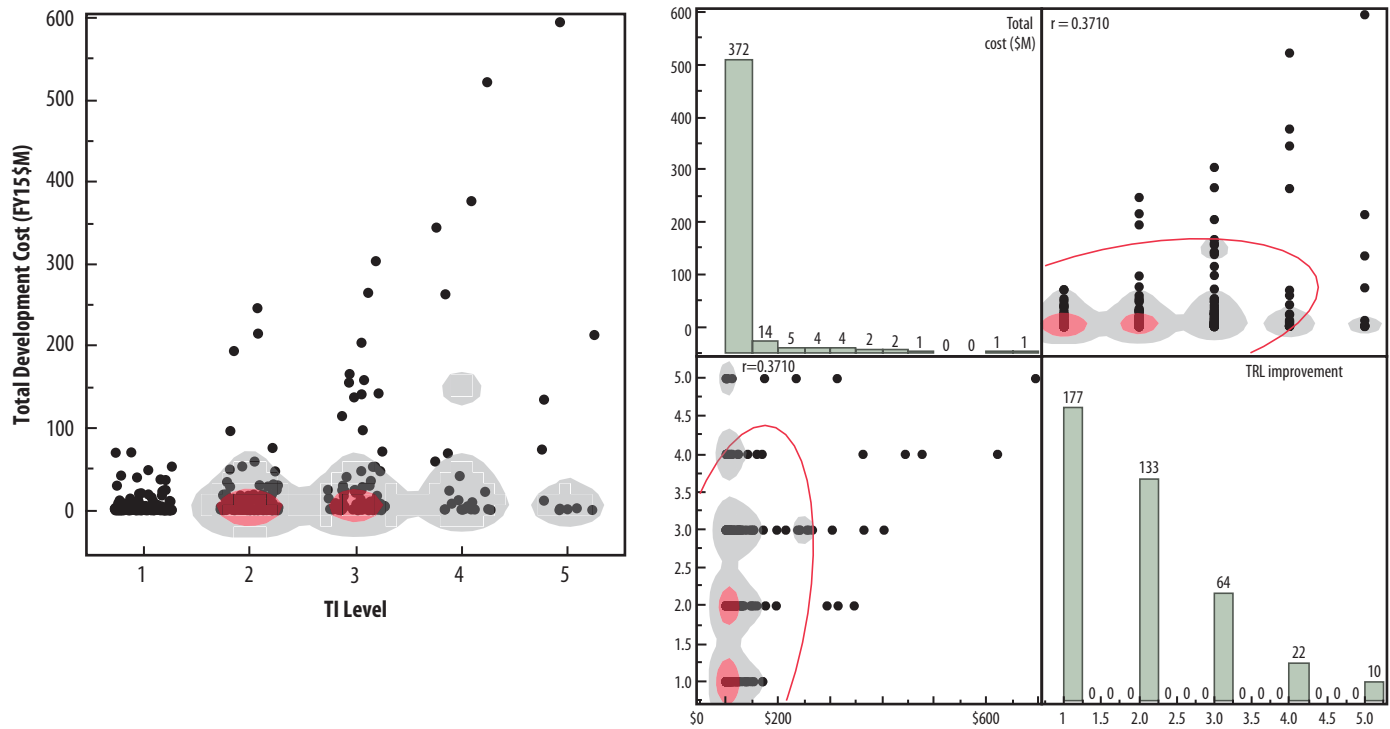 600
500
400
300
200
100
0
Total Development Cost (FY15$M)
1 2 3 4 5
TI Level
600
500
400
300
200
100
0
Total
cost ($M)
372
14 5 4 4 2 2 1 0 0 1 1
r = 0.3710
r=0.3710
5.0
4.5
4.0
3.5
3.0
2.5
2.0
1.5
1.0
$0 $200 $600
TRL improvement
177
133
64
22
10
0 0 0 0 0 0 0 0 0 0 0 0
1 1.5 2.0 2.5 3.0 3.5 4.0 4.5 5.0